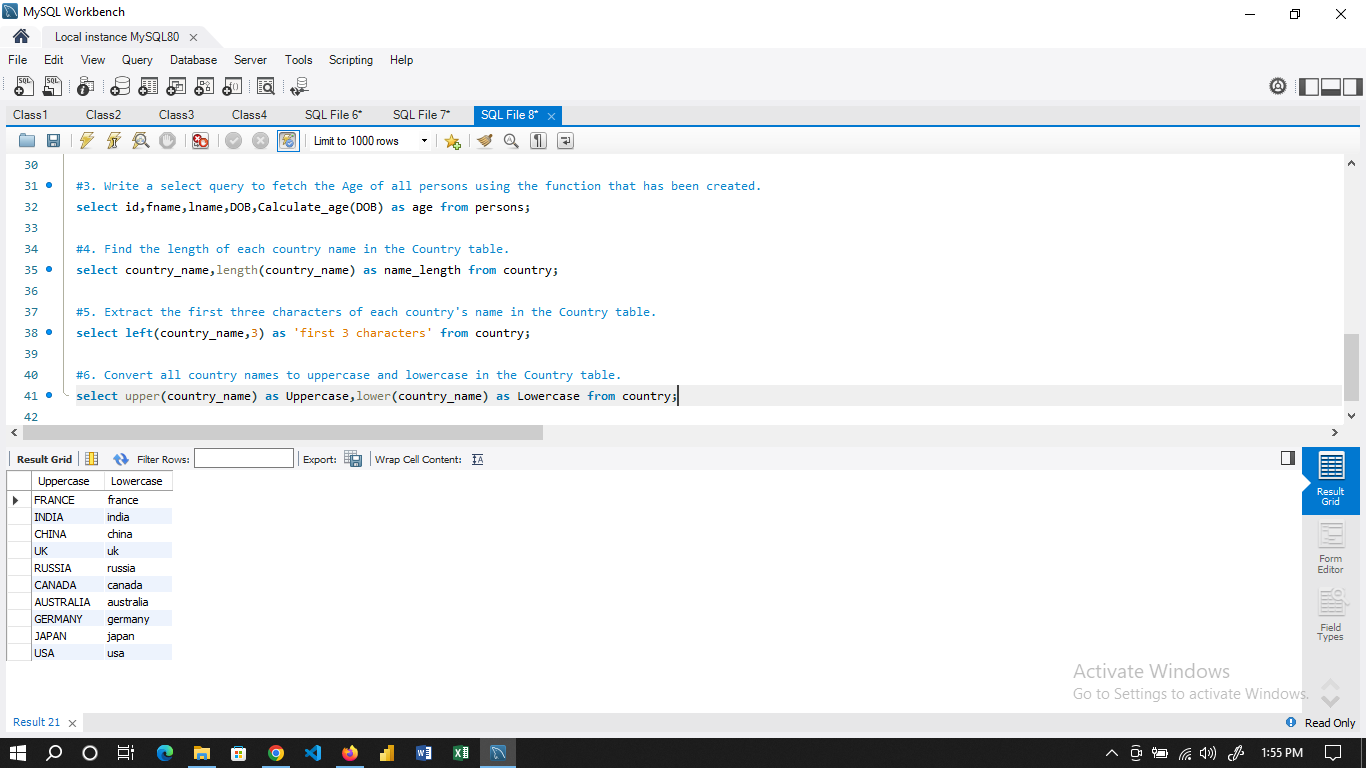 MySQL Workbench
Local instance MySQL80
File Edit View Query Database Server Tools Scripting Help
Class1 Class2 Class3 Class4 SQL File 6* SQL File 7* SQL File 8*
Limit to 1000 rows
30
31 #3. Write a select query to fetch the Age of all persons using the function that has been created.
32 select id,fname,lname,DOB,Calculate_age(DOB) as age from persons;
33
34 #4. Find the length of each country name in the Country table.
35 select country_name,length(country_name) as name_length from country;
36
37 #5. Extract the first three characters of each country's name in the Country table.
38 select left(country_name,3) as 'first 3 characters' from country;
39
40 #6. Convert all country names to uppercase and lowercase in the Country table.
41 select upper(country_name) as Uppercase,lower(country_name) as Lowercase from country;
42
Result Grid Filter Rows: Export: Wrap Cell Content:
Uppercase Lowercase
FRANCE france
INDIA india
CHINA china
UK uk
RUSSIA russia
CANADA canada
AUSTRALIA australia
GERMANY germany
JAPAN japan
USA usa
Result
Grid
Form
Editor
Field
Types
Activate Windows
Go to Settings to activate Windows.
Result 21
Read Only
1:55 PM